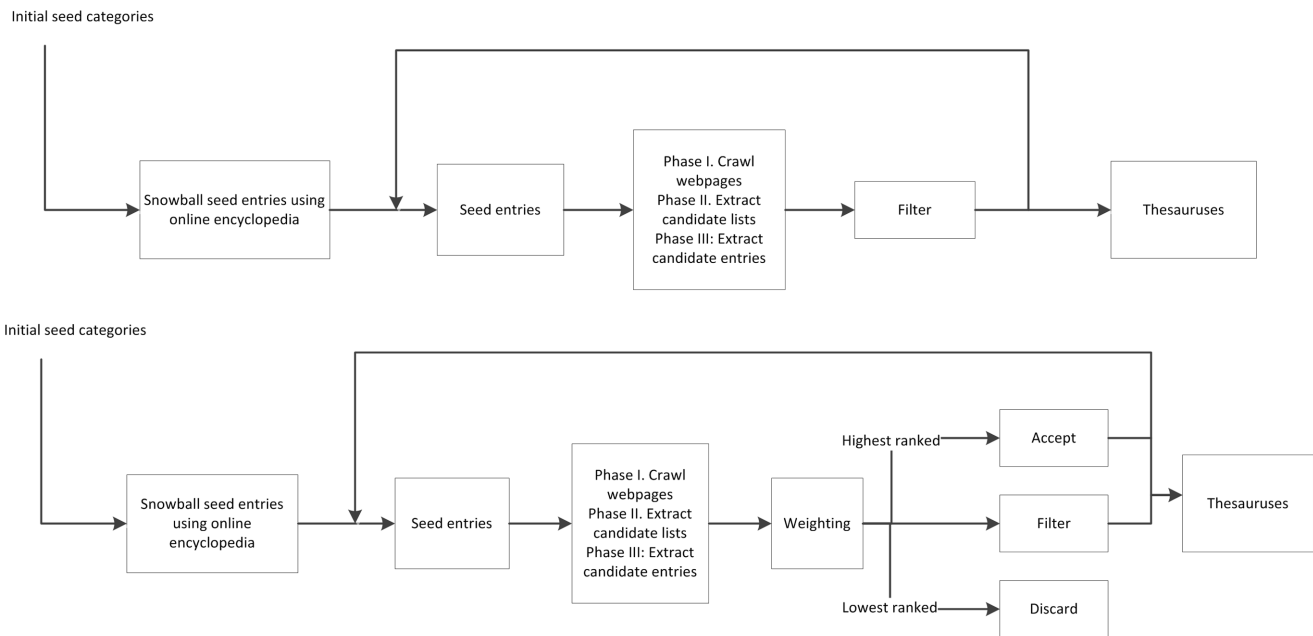 Initial seed categories
Snowball seed entries using
online encyclopedia
Seed entries
Phase I. Crawl
webpages
Phase II. Extract
candidate lists
Phase III: Extract
candidate entries
Filter
Thesauruses
Initial seed categories
Snowball seed entries
using online
encyclopedia
Seed entries
Phase I. Crawl
webpages
Phase II. Extract
candidate lists
Phase III: Extract
candidate entries
Weighting
Highest ranked
Accept
Filter
Lowest ranked
Discard
Thesauruses